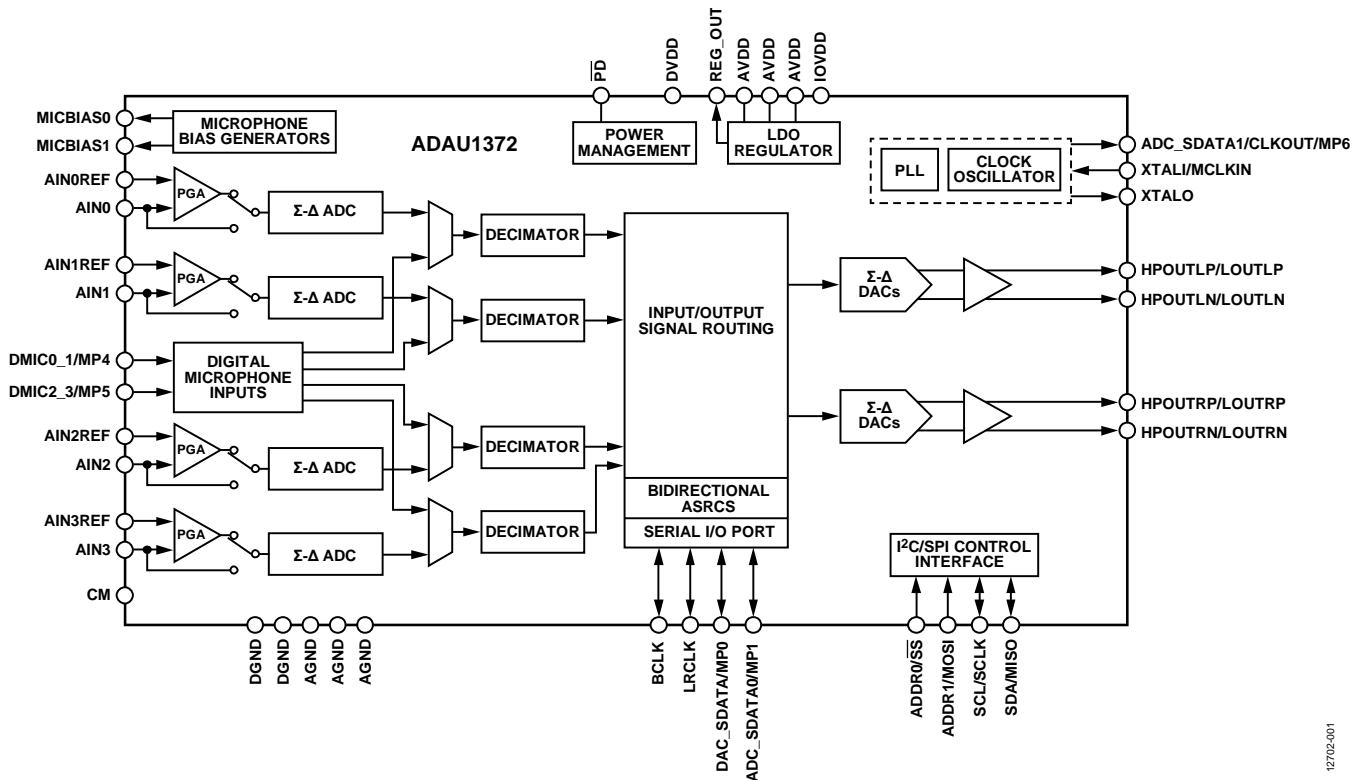 PD
DVDD
REG_OUT
AVDD
AVDD
AVDD
IOVDD
MICBIAS0
MICBIAS1
MICROPHONE
BIAS GENERATORS
ADAU1372
POWER
MANAGEMENT
LDO
REGULATOR
PLL
CLOCK
OSCILLATOR
ADC_SDATA1/CLKOUT/MP6
XTALI/MCLKIN
XTALO
AIN0REF
AIN0
PGA
Σ-Δ ADC
DECIMATOR
AIN1REF
AIN1
PGA
Σ-Δ ADC
DECIMATOR
INPUT/OUTPUT
SIGNAL ROUTING
Σ-Δ
DACs
HPOUTLP/LOUTLP
HPOUTLN/LOUTLN
DMIC0_1/MP4
DMIC2_3/MP5
DIGITAL
MICROPHONE
INPUTS
Σ-Δ
DACs
HPOUTRP/LOUTRP
HPOUTRN/LOUTRN
AIN2REF
AIN2
PGA
Σ-Δ ADC
DECIMATOR
AIN3REF
AIN3
PGA
Σ-Δ ADC
DECIMATOR
BIDIRECTIONAL
ASRCS
SERIAL I/O PORT
I²C/SPI CONTROL
INTERFACE
CM
DGND
DGND
AGND
AGND
AGND
BCLK
LRCLK
DAC_SDATA/MP0
ADC_SDATA0/MP1
ADDR0/SS
ADDR1/MOSI
SCL/SCLK
SDA/MISO
12702-001